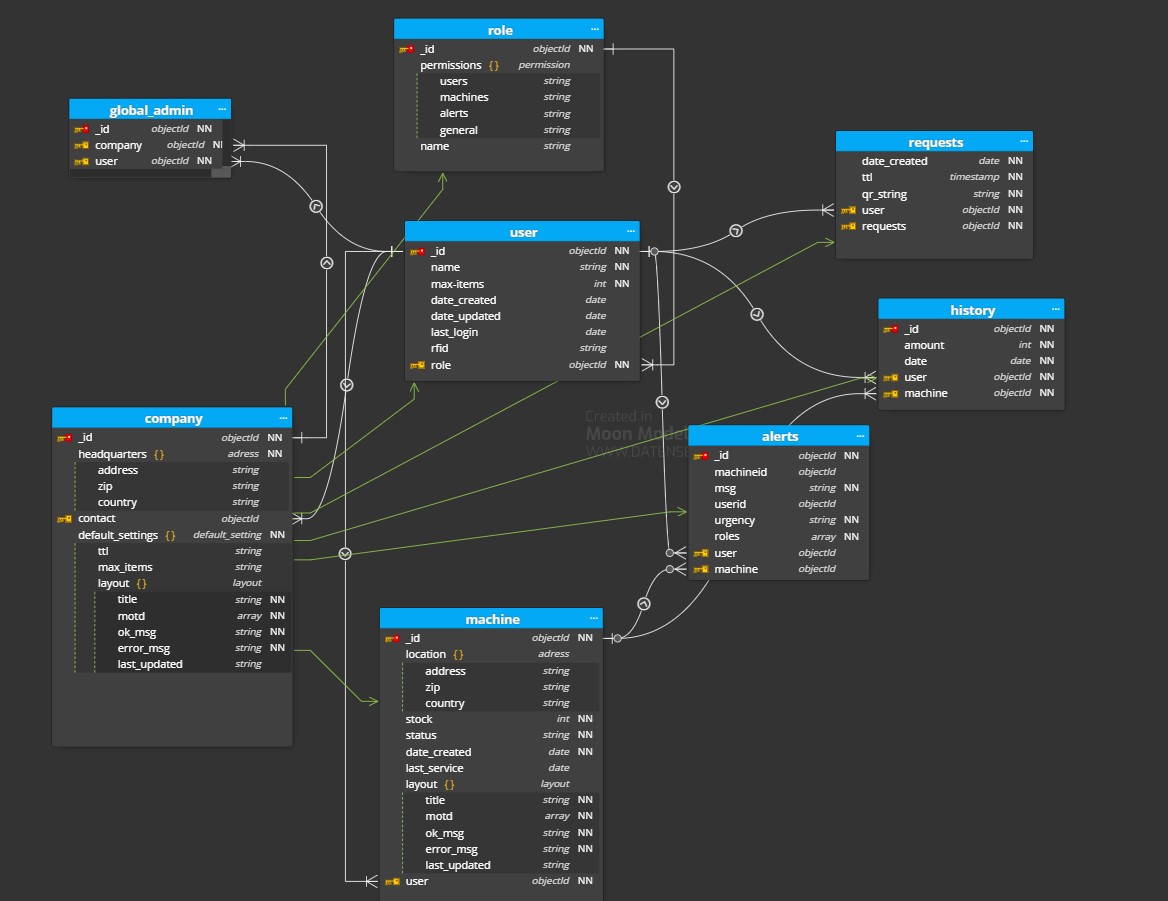 role ...
_id objectId NN
permissions {} permission
users string
machines string
alerts string
general string
name string
global_admin ...
_id objectId NN
company objectId
user objectId NN
requests ...
date_created date NN
ttl timestamp NN
qr_string string NN
user objectId NN
requests objectId NN
user ...
_id objectId NN
name string NN
max-items int NN
date_created date
date_updated date
last_login date
rfid string
role objectId NN
history ...
_id objectId NN
amount int NN
date date NN
user objectId NN
machine objectId NN
company ...
_id objectId NN
headquarters {} adress NN
address string
zip string
country string
contact objectId
default_settings {} default_setting NN
ttl string
max_items string
layout {} layout
title string NN
motd array NN
ok_msg string NN
error_msg string NN
last_updated string
Created in
Moon
alerts ...
_id objectId NN
machineid objectId
msg string NN
userid objectId
urgency string NN
roles array NN
user objectId
machine objectId
machine ...
_id objectId NN
location {} adress
address string
zip string
country string
stock int NN
status string NN
date_created date NN
last_service date
layout {} layout
title string NN
motd array NN
ok_msg string NN
error_msg string NN
last_updated string
user objectId NN